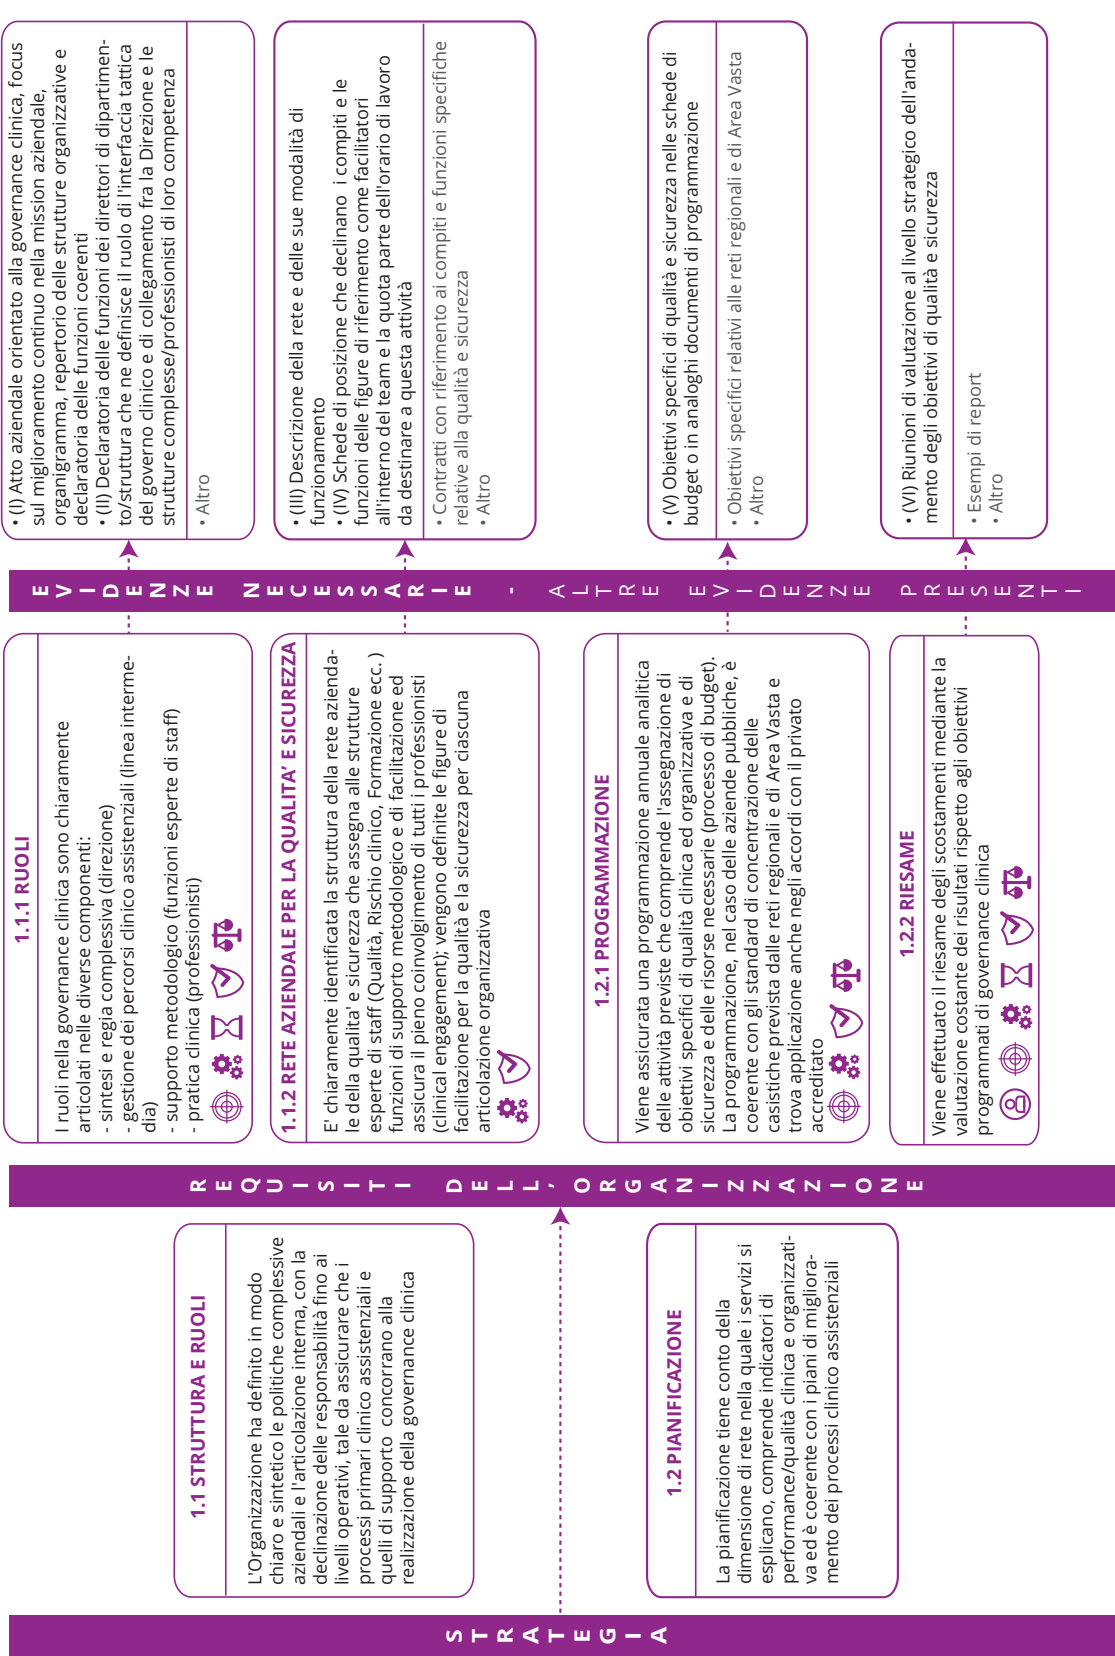 STRATEGIA
1.1 STRUTTURA E RUOLI
L'Organizzazione ha definito in modo
chiaro e sintetico le politiche complessive
aziendali e l'articolazione interna, con la
declinazione delle responsabilità fino ai
livelli operativi, tale da assicurare che i
processi primari clinico assistenziali e
quelli di supporto concorrano alla
realizzazione della governance clinica
1.2 PIANIFICAZIONE
La pianificazione tiene conto della
dimensione di rete nella quale i servizi si
esplicano, comprende indicatori di
performance/qualità clinica e organizzati-
va ed è coerente con i piani di migliora-
mento dei processi clinico assistenziali
REQUISITI DELL'ORGANIZZAZIONE
1.1.1 RUOLI
I ruoli nella governance clinica sono chiaramente
articolati nelle diverse componenti:
- sintesi e regia complessiva (direzione)
- gestione dei percorsi clinico assistenziali (linea interme-
dia)
- supporto metodologico (funzioni esperte di staff)
- pratica clinica (professionisti)
1.1.2 RETE AZIENDALE PER LA QUALITA' E SICUREZZA
E' chiaramente identificata la struttura della rete azienda-
le della qualita' e sicurezza che assegna alle strutture
esperte di staff (Qualità, Rischio clinico, Formazione ecc. )
funzioni di supporto metodologico e di facilitazione ed
assicura il pieno coinvolgimento di tutti i professionisti
(clinical engagement); vengono definite le figure di
facilitazione per la qualità e la sicurezza per ciascuna
articolazione organizzativa
1.2.1 PROGRAMMAZIONE
Viene assicurata una programmazione annuale analitica
delle attività previste che comprende l'assegnazione di
obiettivi specifici di qualità clinica ed organizzativa e di
sicurezza e delle risorse necessarie (processo di budget).
La programmazione, nel caso delle aziende pubbliche, è
coerente con gli standard di concentrazione delle
casistiche prevista dalle reti regionali e di Area Vasta e
trova applicazione anche negli accordi con il privato
accreditato
1.2.2 RIESAME
Viene effettuato il riesame degli scostamenti mediante la
valutazione costante dei risultati rispetto agli obiettivi
programmati di governance clinica
EVIDENZE NECESSARIE - ALTRE EVIDENZE PRESENTI
• (I) Atto aziendale orientato alla governance clinica, focus
sul miglioramento continuo nella mission aziendale,
organigramma, repertorio delle strutture organizzative e
declaratoria delle funzioni coerenti
• (II) Declaratoria delle funzioni dei direttori di dipartimen-
to/struttura che ne definisce il ruolo di l'interfaccia tattica
del governo clinico e di collegamento fra la Direzione e le
strutture complesse/professionisti di loro competenza
• Altro
• (III) Descrizione della rete e delle sue modalità di
funzionamento
• (IV) Schede di posizione che declinano i compiti e le
funzioni delle figure di riferimento come facilitatori
all'interno del team e la quota parte dell'orario di lavoro
da destinare a questa attività
• Contratti con riferimento ai compiti e funzioni specifiche
relative alla qualità e sicurezza
• Altro
• (V) Obiettivi specifici di qualità e sicurezza nelle schede di
budget o in analoghi documenti di programmazione
• Obiettivi specifici relativi alle reti regionali e di Area Vasta
• Altro
• (VI) Riunioni di valutazione al livello strategico dell'anda-
mento degli obiettivi di qualità e sicurezza
• Esempi di report
• Altro